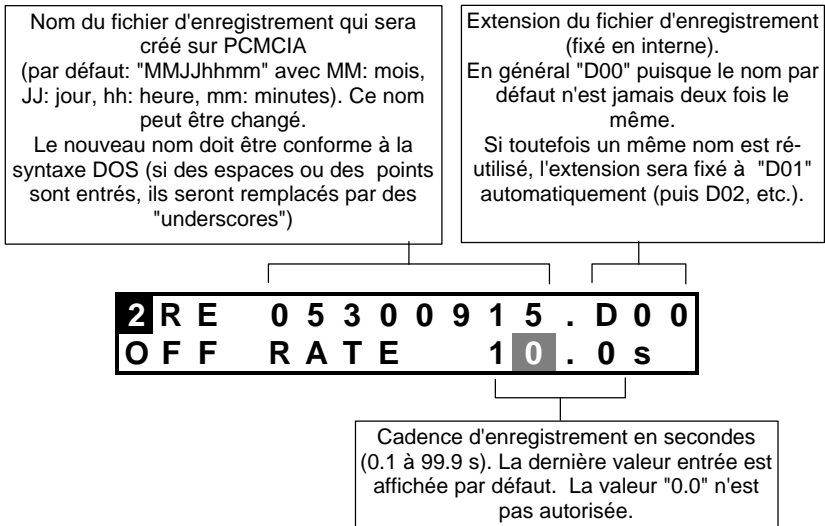 Nom du fichier d'enregistrement qui sera
créé sur PCMCIA
(par défaut: "MMJJhhmm" avec MM: mois,
JJ: jour, hh: heure, mm: minutes). Ce nom
peut être changé.
Le nouveau nom doit être conforme à la
syntaxe DOS (si des espaces ou des points
sont entrés, ils seront remplacés par des
"underscores")
Extension du fichier d'enregistrement
(fixé en interne).
En général "D00" puisque le nom par
défaut n'est jamais deux fois le
même.
Si toutefois un même nom est ré-
utilisé, l'extension sera fixé à "D01"
automatiquement (puis D02, etc.).
2RE 05300915.D00
OFF RATE 10.0s
Cadence d'enregistrement en secondes
(0.1 à 99.9 s). La dernière valeur entrée est
affichée par défaut. La valeur "0.0" n'est
pas autorisée.